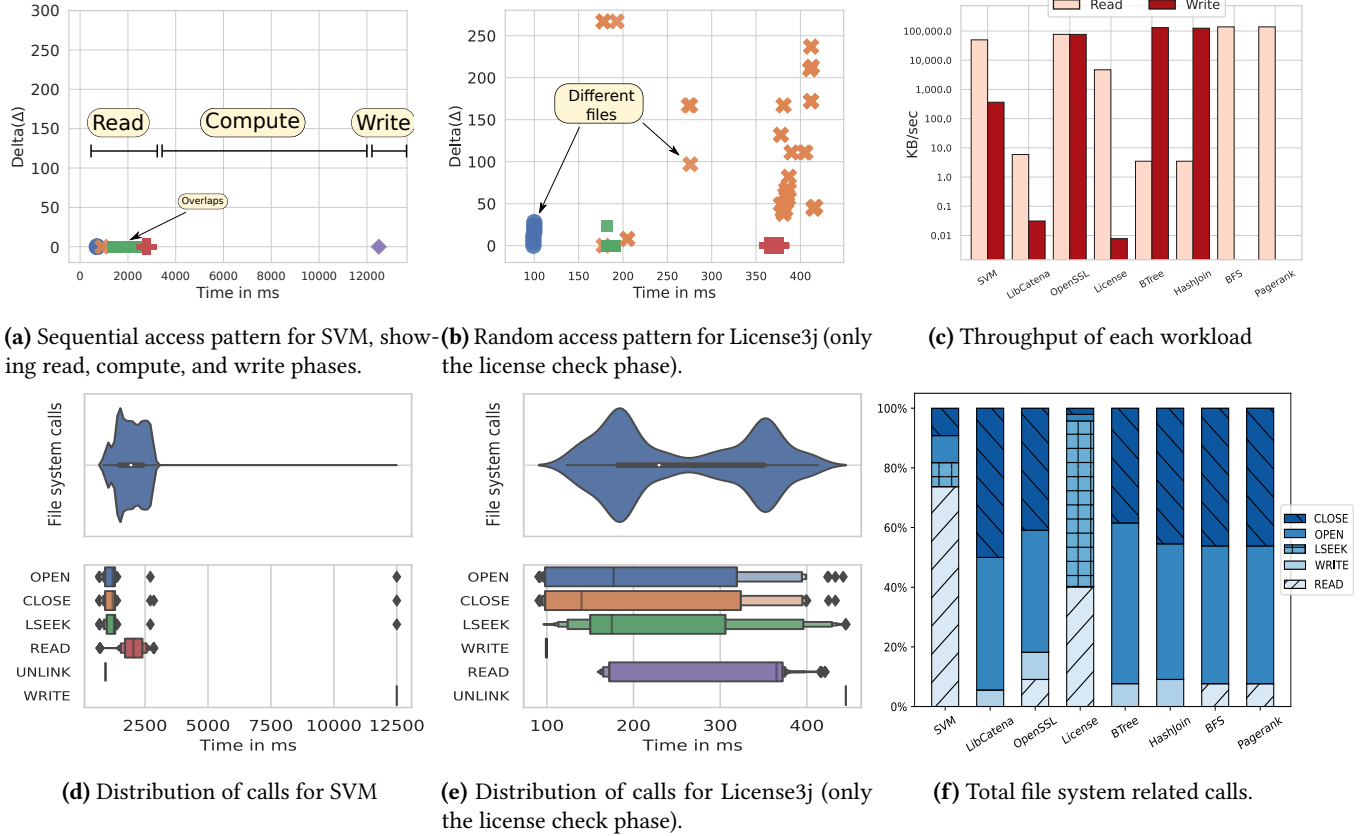 300
250
200
150
100
50
0
Delta(Δ)
Read
Compute
Write
Overlaps
0
2000
4000
6000
8000
10000
12000
Time in ms
(a) Sequential access pattern for SVM, show-
ing read, compute, and write phases.
250
200
150
100
50
0
Delta(Δ)
Different
files
100
150
200
250
300
350
400
Time in ms
(b) Random access pattern for License3j (only
the license check phase).
Read
Write
100,000.0
10,000.0
1,000.0
100.0
10.0
1.0
0.1
0,01
KB/sec
SVM
LibCatena
OpenSSL
License
BTree
HashJoin
BFS
Pagerank
(c) Throughput of each workload
File system calls
OPEN
CLOSE
LSEEK
READ
UNLINK
WRITE
2500
5000
7500
10000
12500
Time in ms
(d) Distribution of calls for SVM
File system calls
OPEN
CLOSE
LSEEK
WRITE
READ
UNLINK
100
200
300
400
Time in ms
(e) Distribution of calls for License3j (only
the license check phase).
100%
80%
60%
40%
20%
0%
CLOSE
OPEN
LSEEK
WRITE
READ
SVM
LibCatena
OpenSSL
License
BTree
HashJoin
BFS
Pagerank
(f) Total file system related calls.